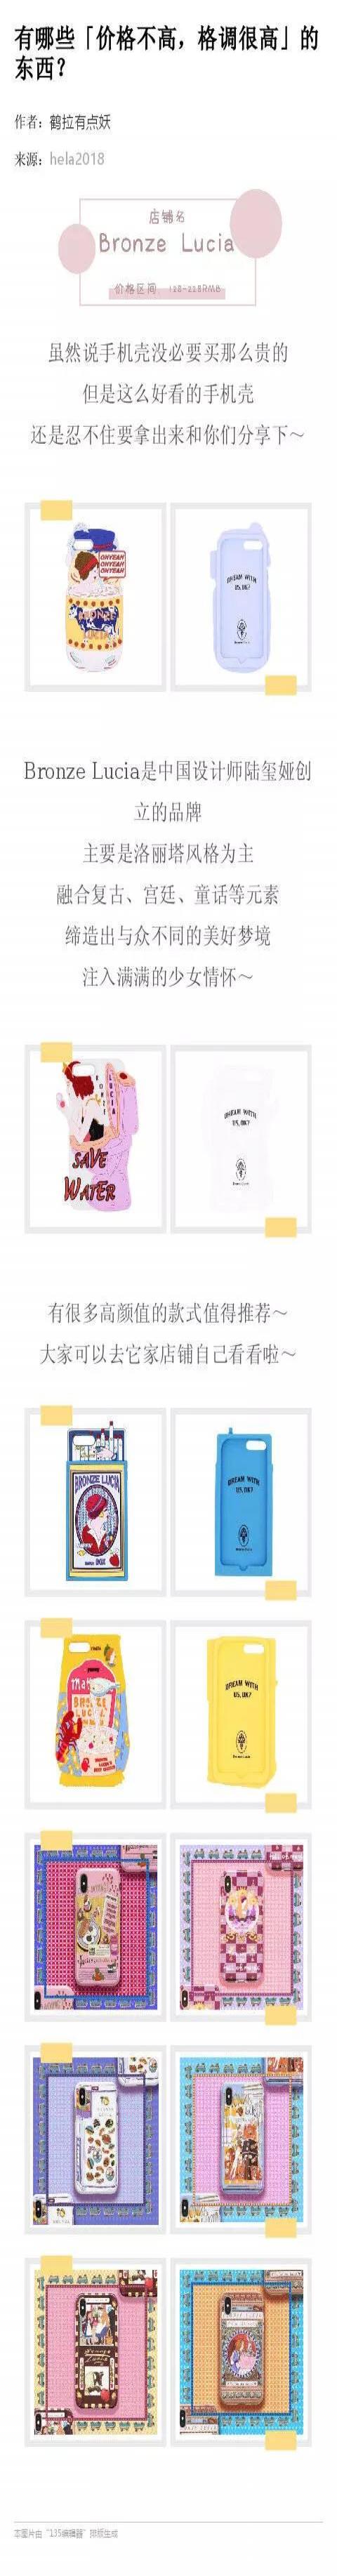 有哪些「价格不高，格调很高」的
东西？
作者：鹤拉有点妖
来源：hela2018
店铺名
Bronze Lucia
价格区间：128-228RMB
虽然说手机壳没必要买那么贵的
但是这么好看的手机壳
还是忍不住要拿出来和你们分享下～
OHYEAH
OHYEAH
OHYEAH
BRONZE
LUCIA
DREAM WITH
US, OK?
Bronze Lucia是中国设计师陆玺娅创
立的品牌
主要是洛丽塔风格为主
融合复古、宫廷、童话等元素
缔造出与众不同的美好梦境
注入满满的少女情怀～
LUCIA
SAVE
WATER
DREAM WITH
US, OK?
有很多高颜值的款式值得推荐～
大家可以去它家店铺自己看看啦～
BRONZE LUCIA
BOX
DREAM WITH
US, OK?
DREAM WITH
US, OK?
本图片由“135编辑器”排版生成